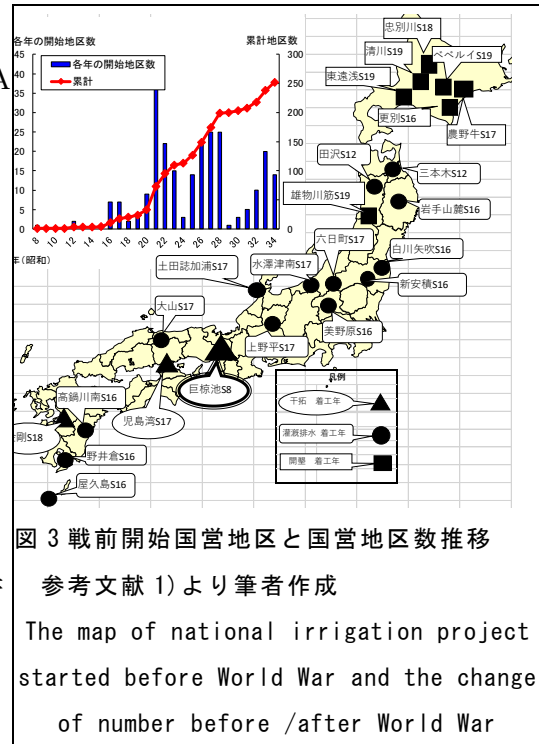 各年の開始地区数
累計地区数
各年の開始地区数
累計
45
40
35
30
25
20
15
10
5
0
300
250
200
150
100
0
8 10 12 14 16 18 20 22 24 26 28 30 32 34
年(昭和)
A
忠別川S18
清川S19
ベベルイS19
東遠浅S19
更別S16
農野牛S17
田沢S12
三本木S12
雄物川筋S19
岩手山麓S16
六日町S17
白川矢吹S16
土田誌加浦S17
水澤津南S17
新安積S16
大山S17
美野原S16
上野平S17
巨椋池S8
高鍋川南S16
児島湾S17
金剛S18
野井倉S16
屋久島S16
凡例
干拓 着工年
灌漑排水 着工年
開墾 着工年
図 3 戦前開始国営地区と国営地区数推移
参考文献 1)より筆者作成
The map of national irrigation project
started before World War and the change
of number before /after World War